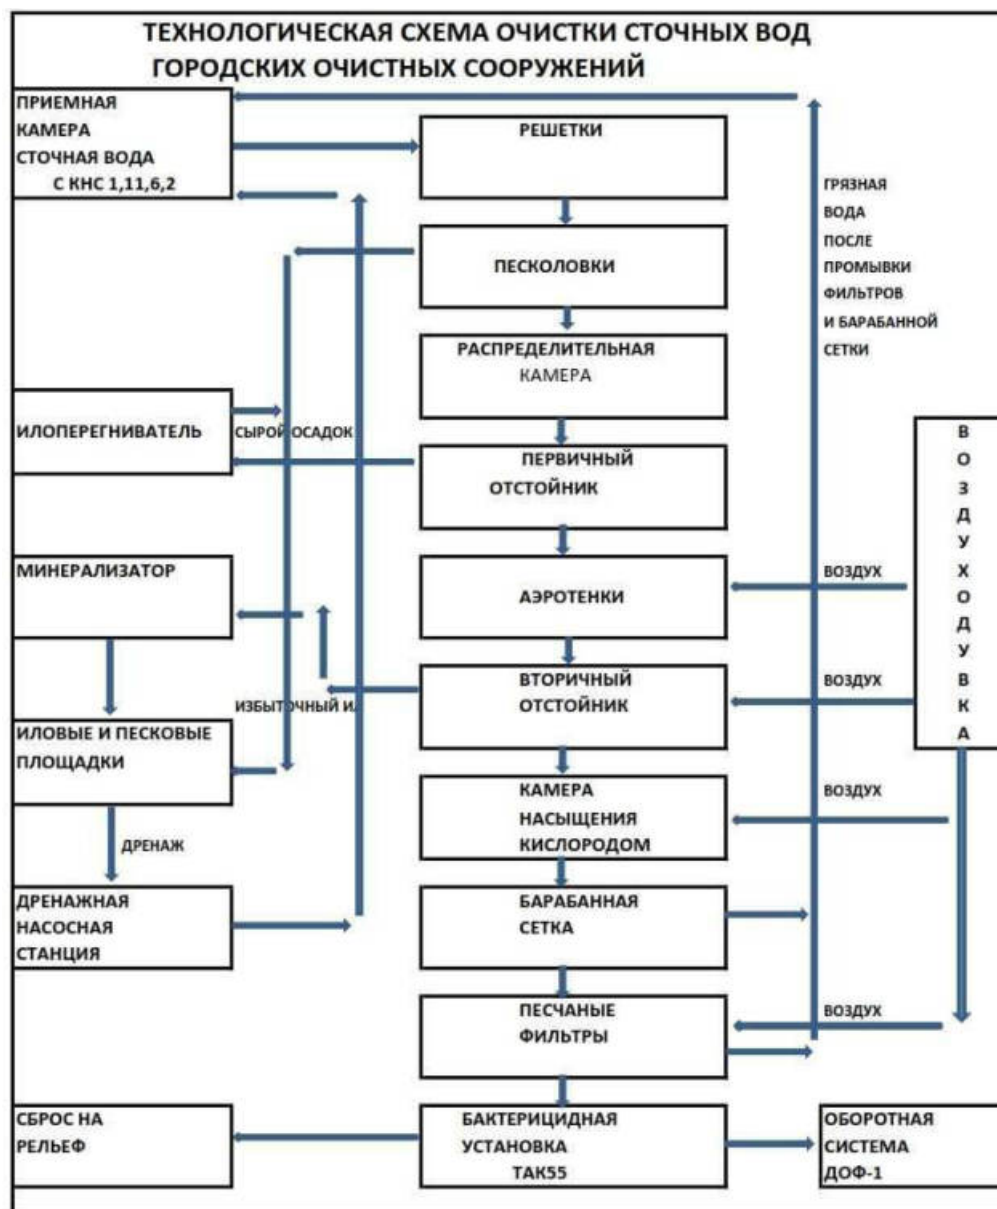 ТЕХНОЛОГИЧЕСКАЯ СХЕМА ОЧИСТКИ СТОЧНЫХ ВОД
ГОРОДСКИХ ОЧИСТНЫХ СООРУЖЕНИЙ
ПРИЕМНАЯ
КАМЕРА
СТОЧНАЯ ВОДА
С КНС 1,11,6,2
РЕШЕТКИ
ГРЯЗНАЯ
ВОДА
ПОСЛЕ
ПРОМЫВКИ
ФИЛЬТРОВ
И БАРАБАННОЙ
СЕТКИ
ПЕСКОЛОВКИ
РАСПРЕДЕЛИТЕЛЬНАЯ
КАМЕРА
ИЛОПЕРЕГНИВАТЕЛЬ
СЫРОЙ ОСАДОК
ПЕРВИЧНЫЙ
ОТСТОЙНИК
В
О
З
Д
У
Х
О
Д
У
В
К
А
МИНЕРАЛИЗАТОР
АЭРОТЕНКИ
ВОЗДУХ
ВТОРИЧНЫЙ
ОТСТОЙНИК
ВОЗДУХ
ИЗБЫТОЧНЫЙ ИЛ
ИЛОВЫЕ И ПЕСКОВЫЕ
ПЛОЩАДКИ
КАМЕРА
НАСЫЩЕНИЯ
КИСЛОРОДОМ
ВОЗДУХ
ДРЕНАЖ
ДРЕНАЖНАЯ
НАСОСНАЯ
СТАНЦИЯ
БАРАБАННАЯ
СЕТКА
ПЕСЧАНЫЕ
ФИЛЬТРЫ
ВОЗДУХ
СБРОС НА
РЕЛЬЕФ
БАКТЕРИЦИДНАЯ
УСТАНОВКА
ТАК55
ОБОРОТНАЯ
СИСТЕМА
ДОФ-1